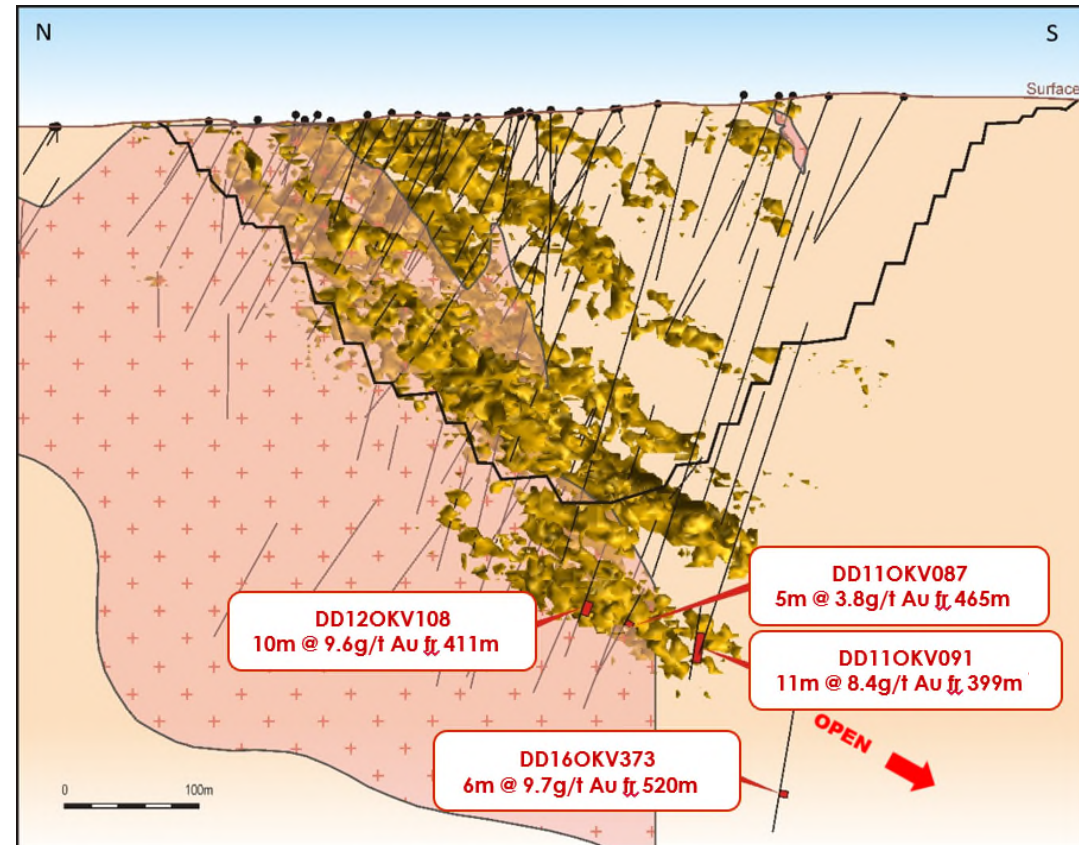 N
S
Surface
DD11OKV087
5m @ 3.8g/t Au fr 465m
DD12OKV108
10m @ 9.6g/t Au fr 411m
DD11OKV091
11m @ 8.4g/t Au fr 399m
OPEN
DD16OKV373
6m @ 9.7g/t Au fr 520m
0 100m